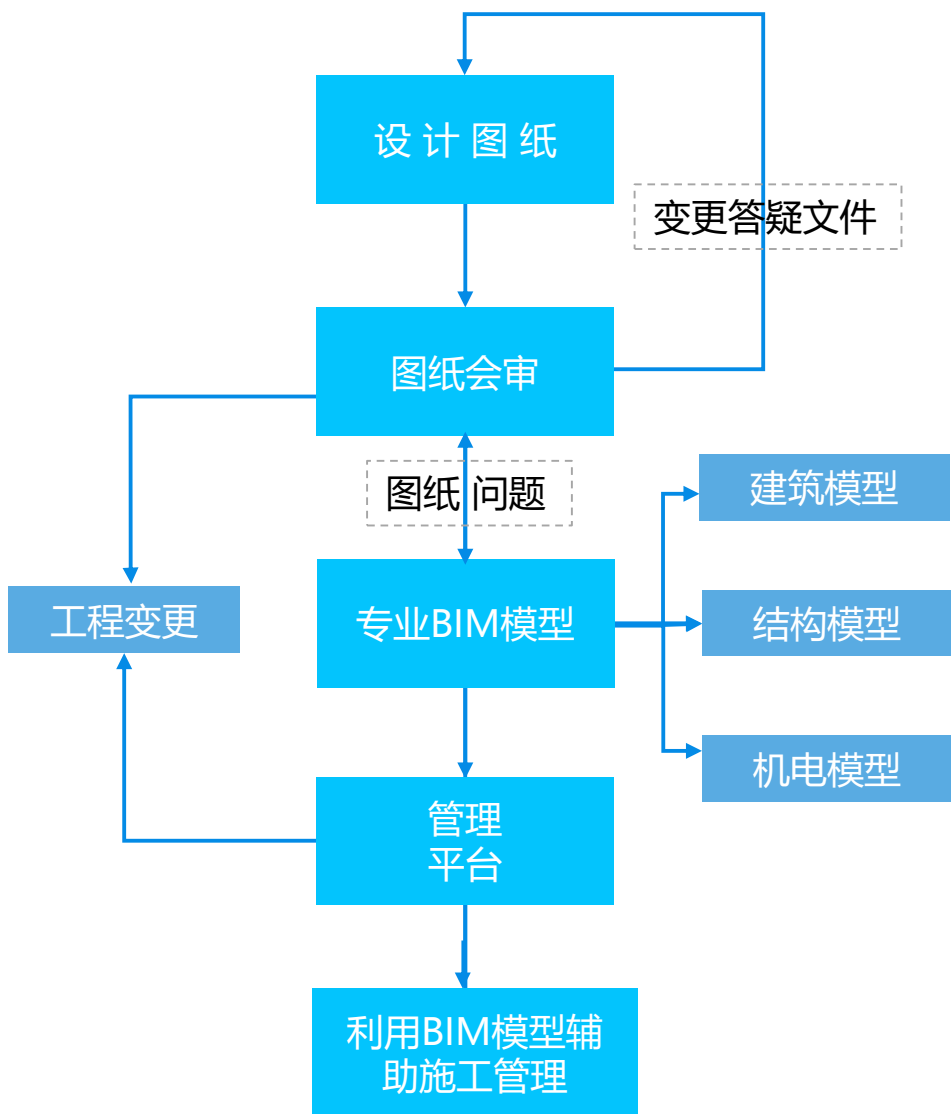 设 计 图 纸
变更答疑文件
图纸会审
图纸 问题
建筑模型
工程变更
专业BIM模型
结构模型
机电模型
管理
平台
利用BIM模型辅
助施工管理